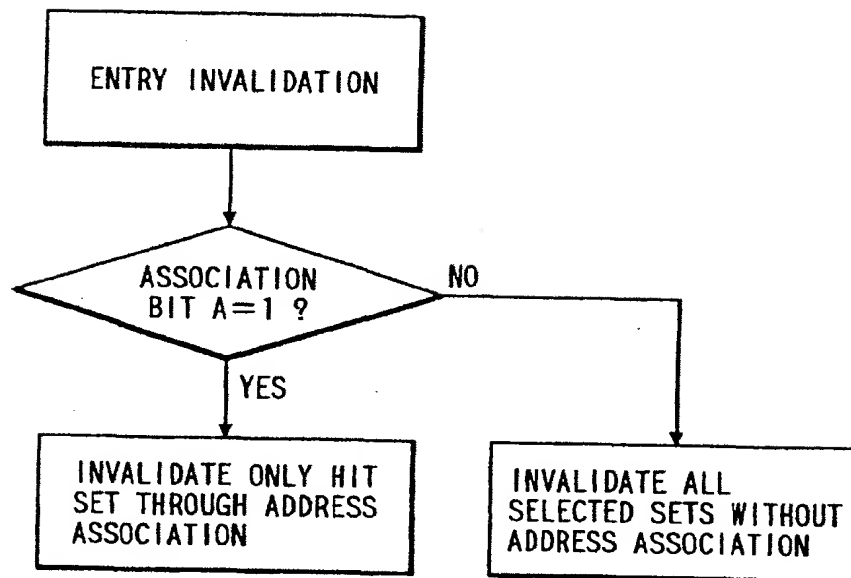 ENTRY INVALIDATION
ASSOCIATION
BIT A=1 ?
NO
YES
INVALIDATE ONLY HIT
SET THROUGH ADDRESS
ASSOCIATION
INVALIDATE ALL
SELECTED SETS WITHOUT
ADDRESS ASSOCIATION